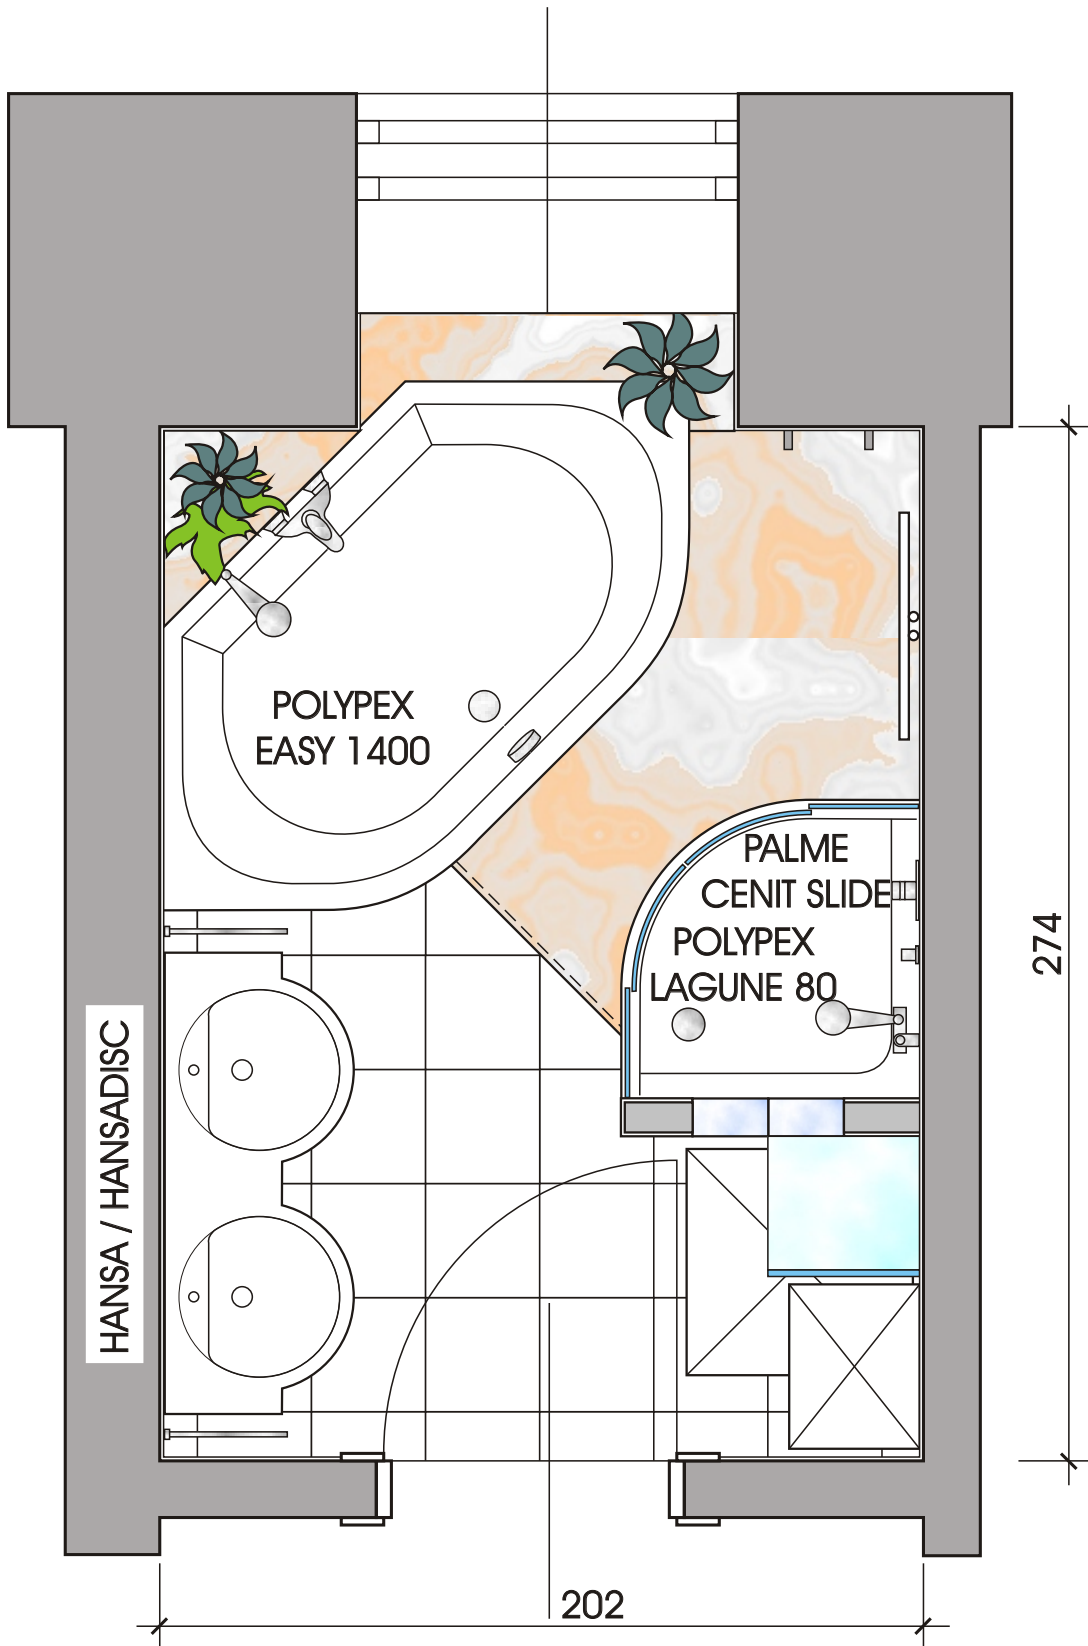 POLYPEX
EASY 1400
PALME
CENIT SLIDE
POLYPEX
LAGUNE 80
274
HANSA / HANSADISC
202